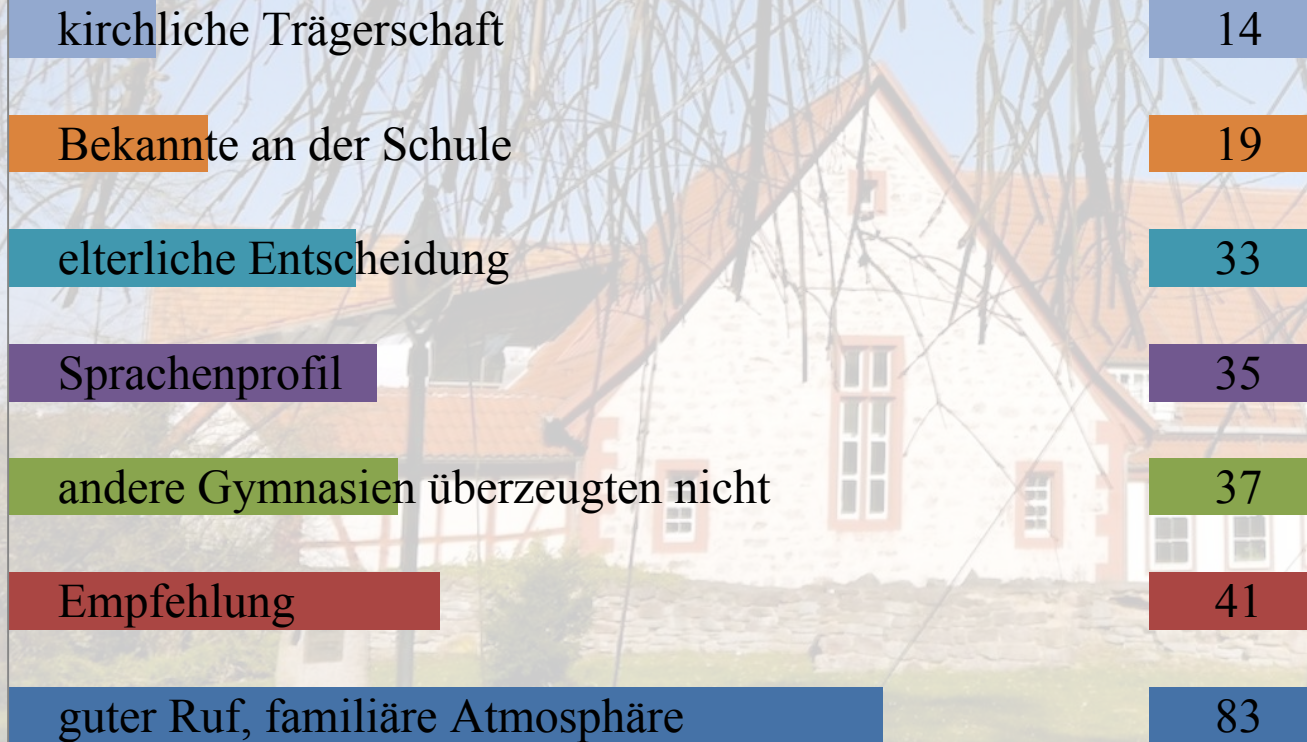 kirchliche Trägerschaft 14
Bekannte an der Schule 19
elterliche Entscheidung 33
Sprachenprofil 35
andere Gymnasien überzeugten nicht 37
Empfehlung 41
guter Ruf, familiäre Atmosphäre 83